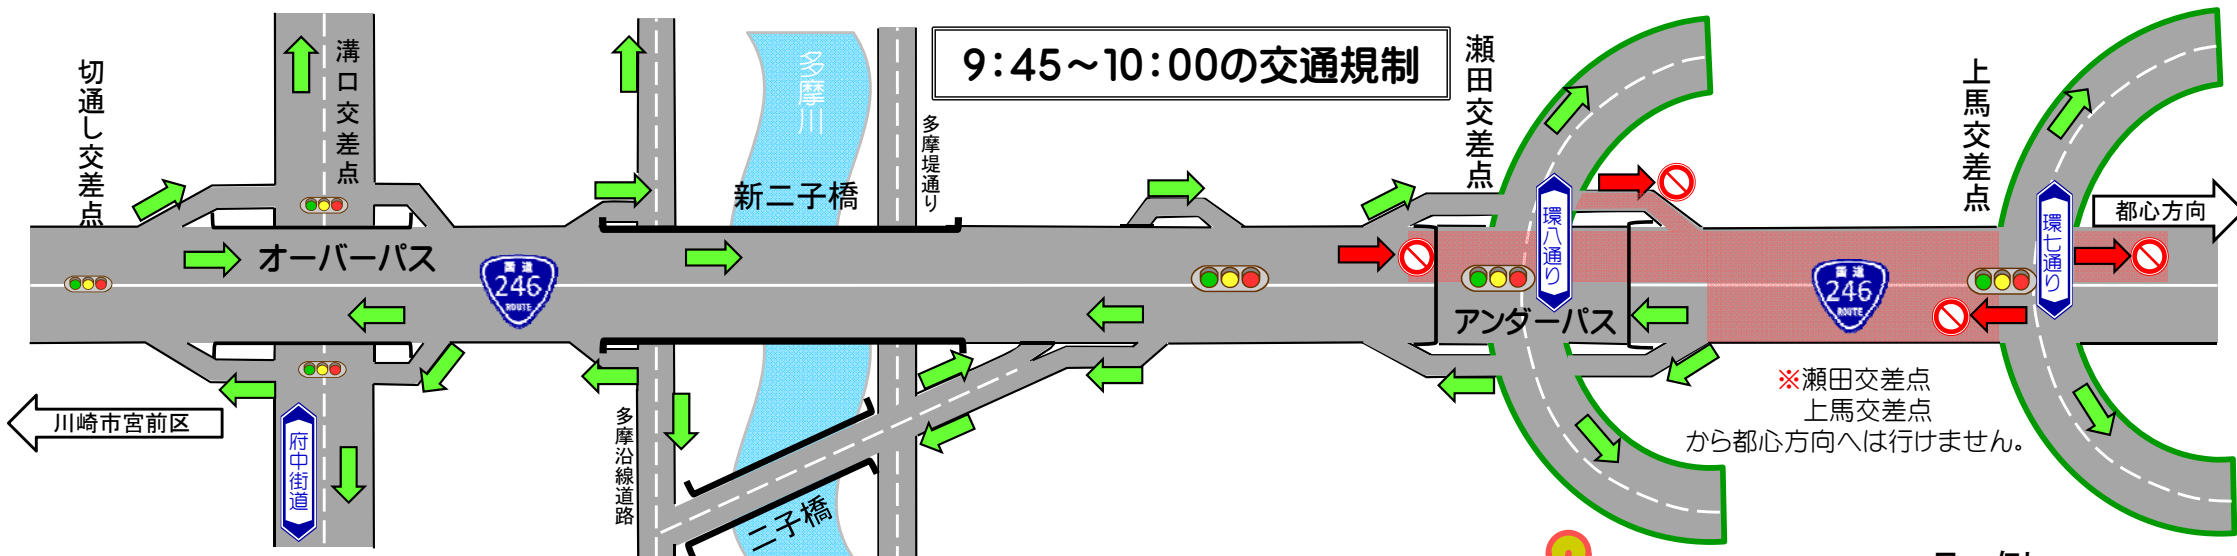 9:45～10:00の交通規制
切通し交差点
溝口交差点
多摩川
多摩堤通り
瀬田交差点
上馬交差点
新二子橋
オーバーパス
国道
246
ROUTE
環八通り
環七通り
都心方向
アンダーパス
国道
246
ROUTE
川崎市宮前区
府中街道
多摩沿線道路
二子橋
※瀬田交差点
上馬交差点
から都心方向へは行けません。